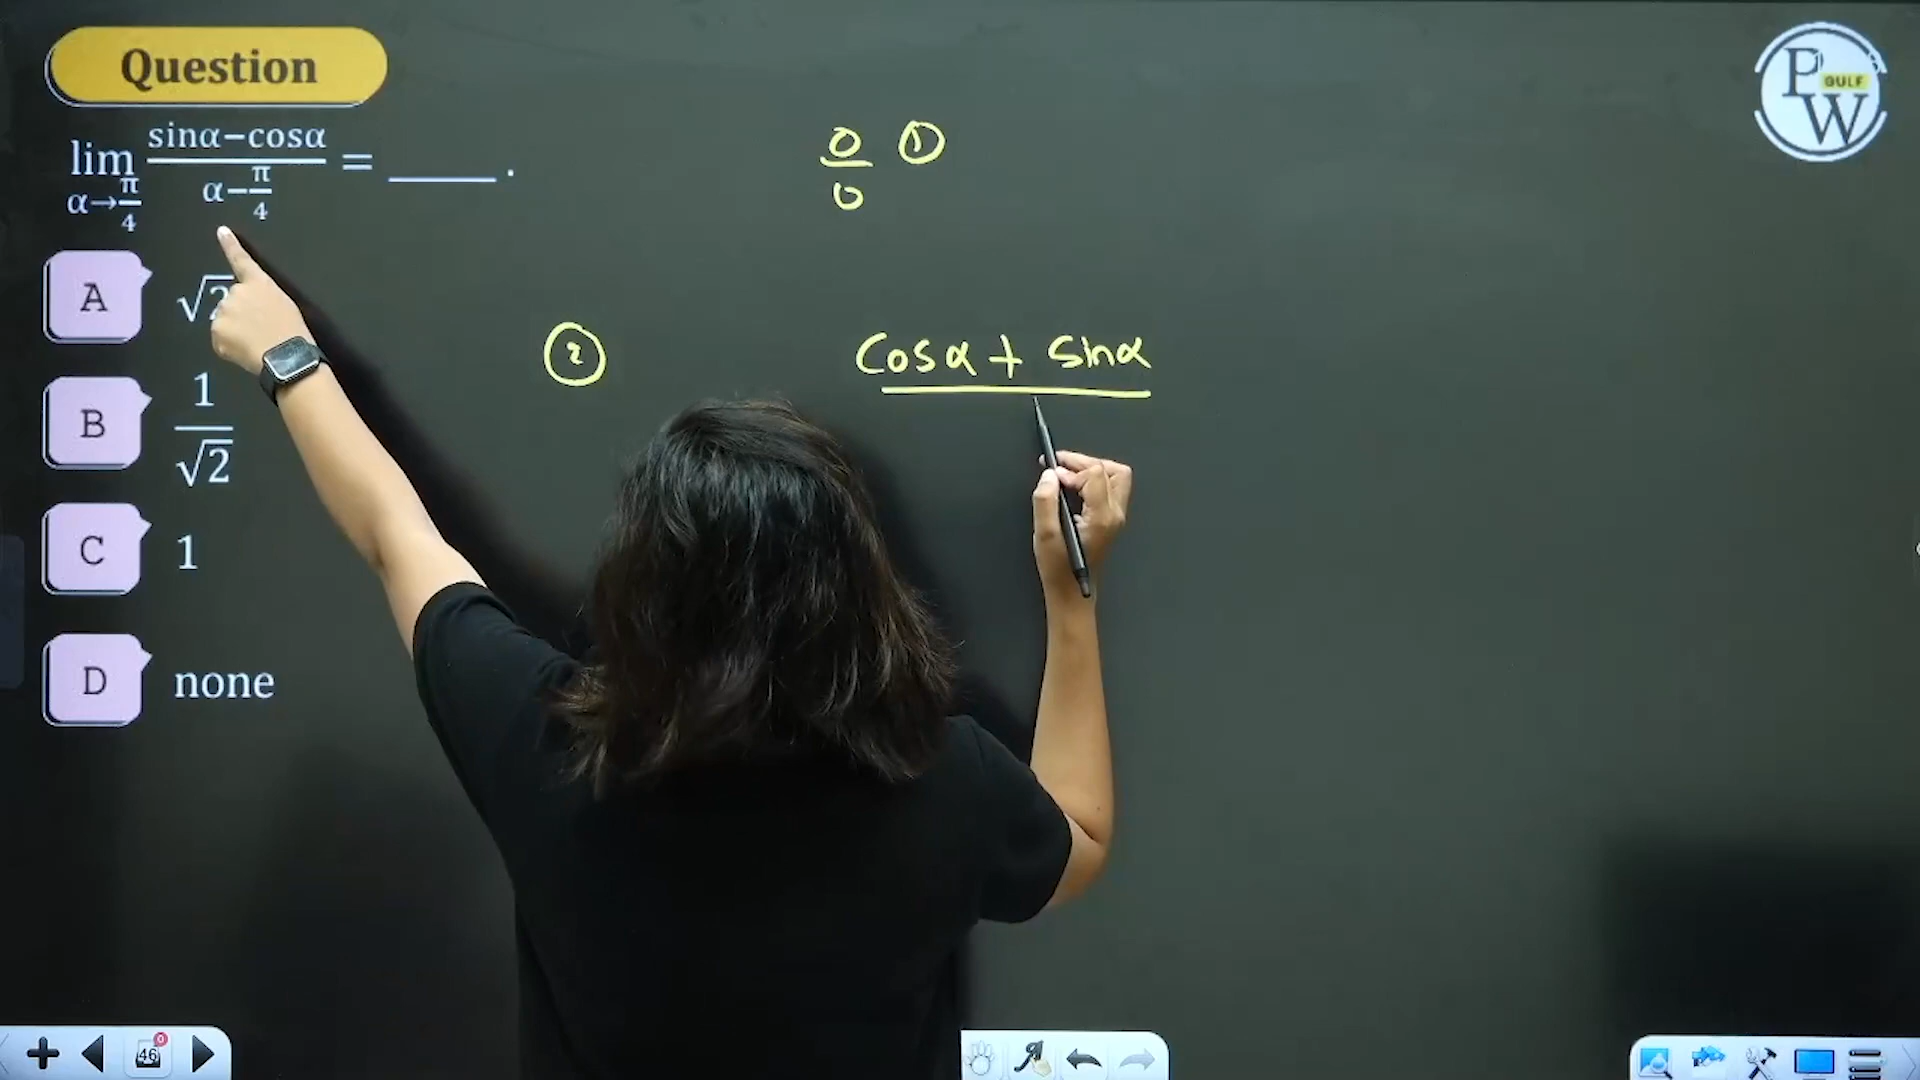 Question
PW GULF
lim α→π/4 (sinα−cosα)/(α−π/4) = ____ .
0/0 ①
A √2
② cosα + sinα
B 1/√2
C 1
D none
46
0